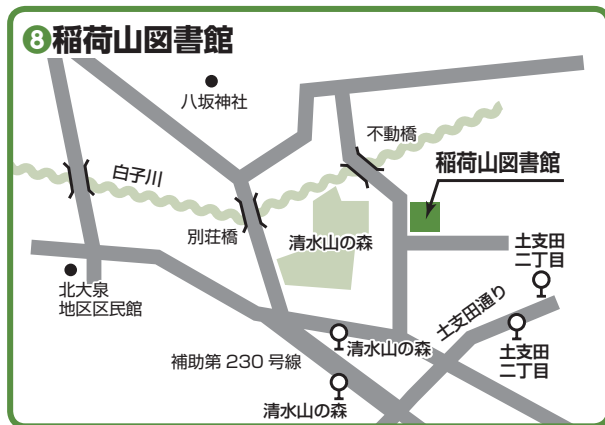 8 稲荷山図書館
八坂神社
不動橋
稲荷山図書館
白子川
別荘橋
清水山の森
土支田
二丁目
北大泉
地区区民館
土支田通り
清水山の森
土支田
二丁目
補助第 230 号線
清水山の森